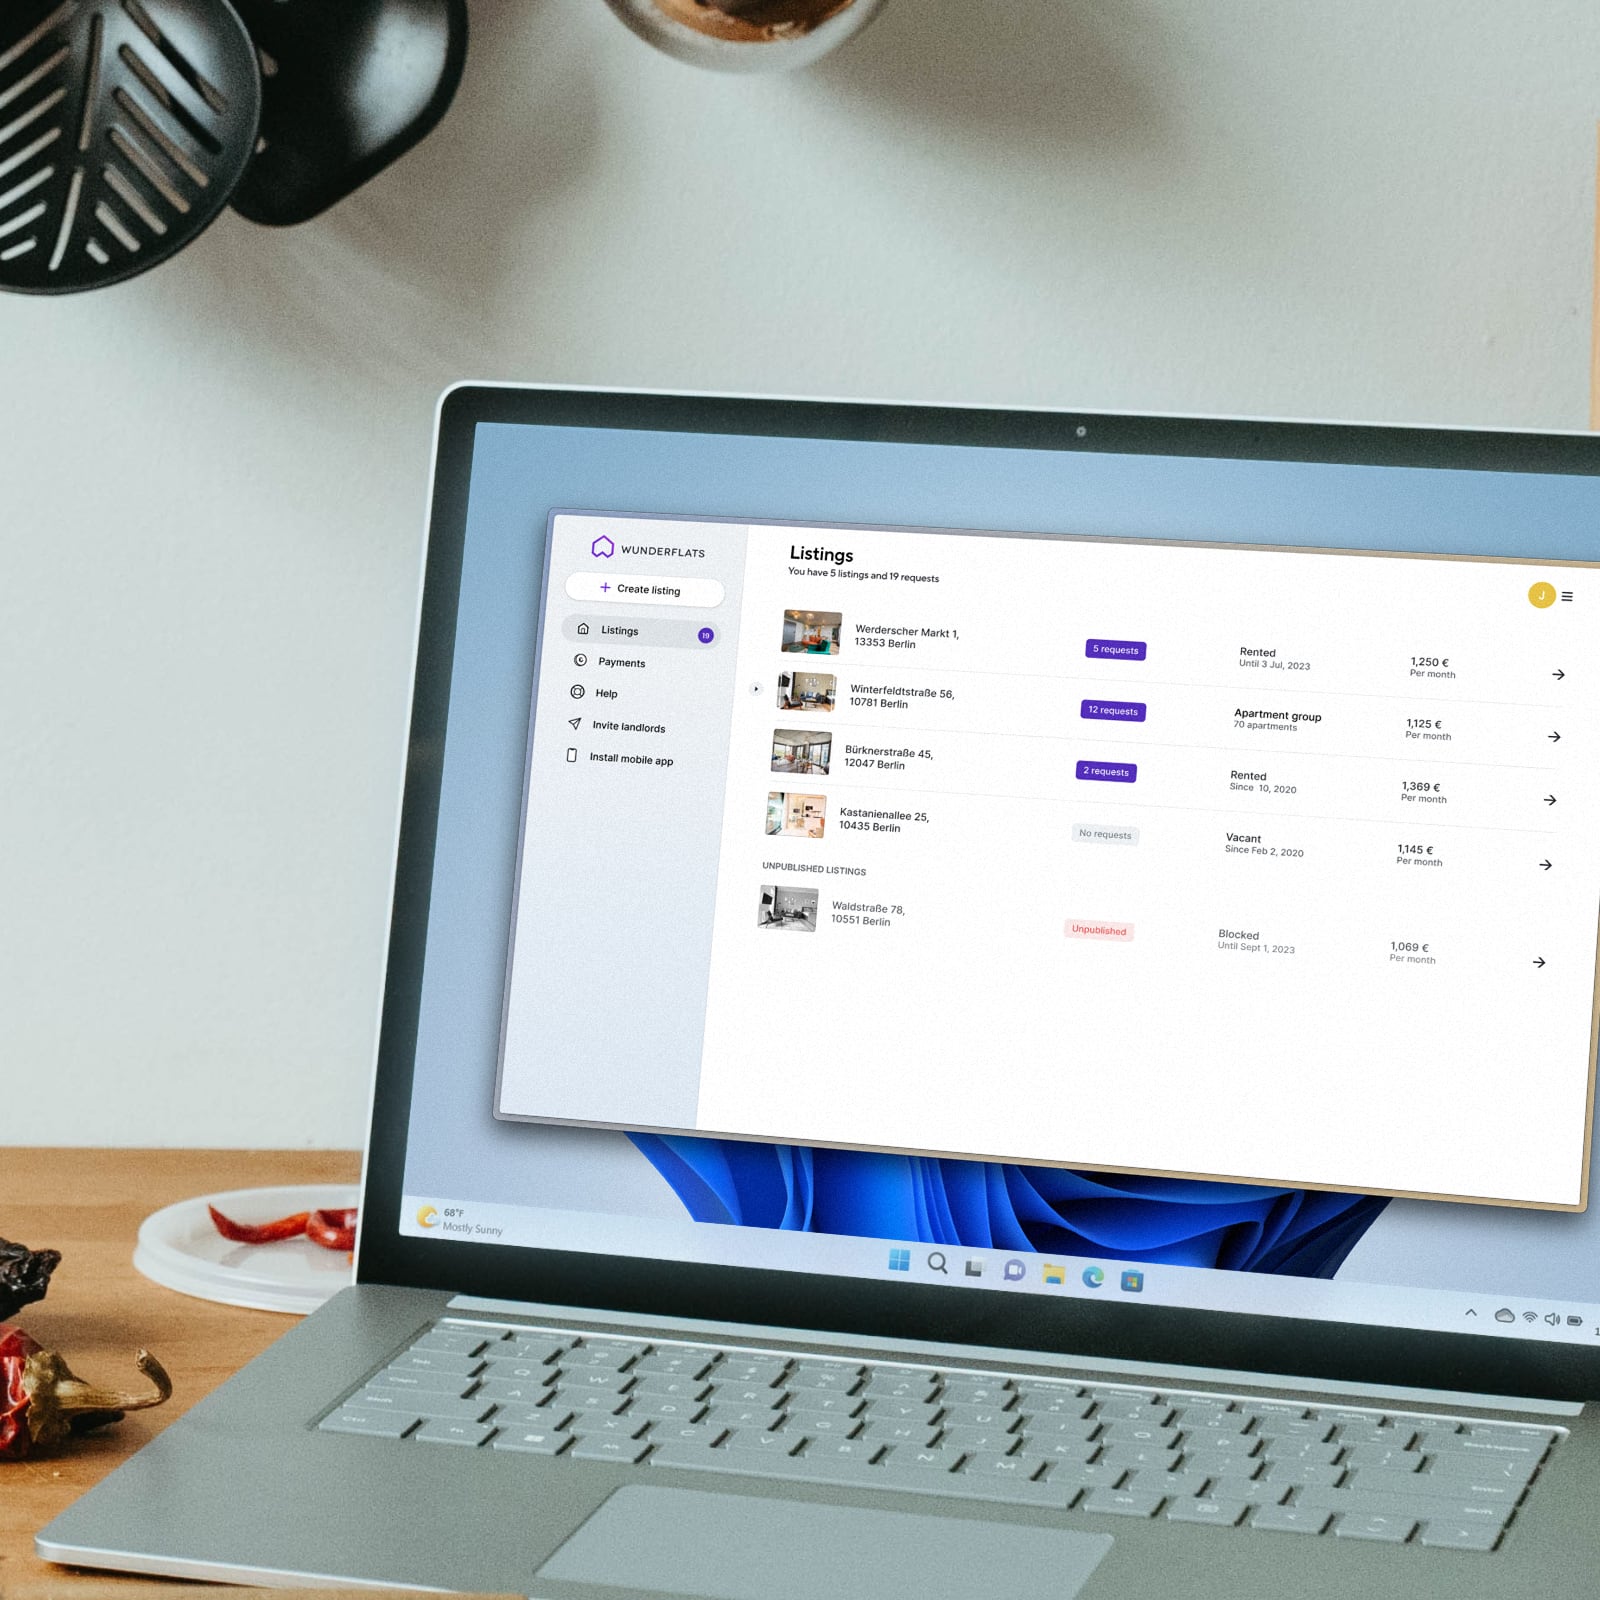 WUNDERFLATS
Create listing
Listings 19
Payments
Help
Invite landlords
Install mobile app
Listings
You have 5 listings and 19 requests
J
Werderscher Markt 1,
13353 Berlin
5 requests
Rented
Until 3 Jul, 2023
1,250 €
Per month
Winterfeldtstraße 56,
10781 Berlin
12 requests
Apartment group
70 apartments
1,125 €
Per month
Bürknerstraße 45,
12047 Berlin
2 requests
Rented
Since 10, 2020
1,369 €
Per month
Kastanienallee 25,
10435 Berlin
No requests
Vacant
Since Feb 2, 2020
1,145 €
Per month
UNPUBLISHED LISTINGS
Waldstraße 78,
10551 Berlin
Unpublished
Blocked
Until Sept 1, 2023
1,069 €
Per month
68°F
Mostly Sunny